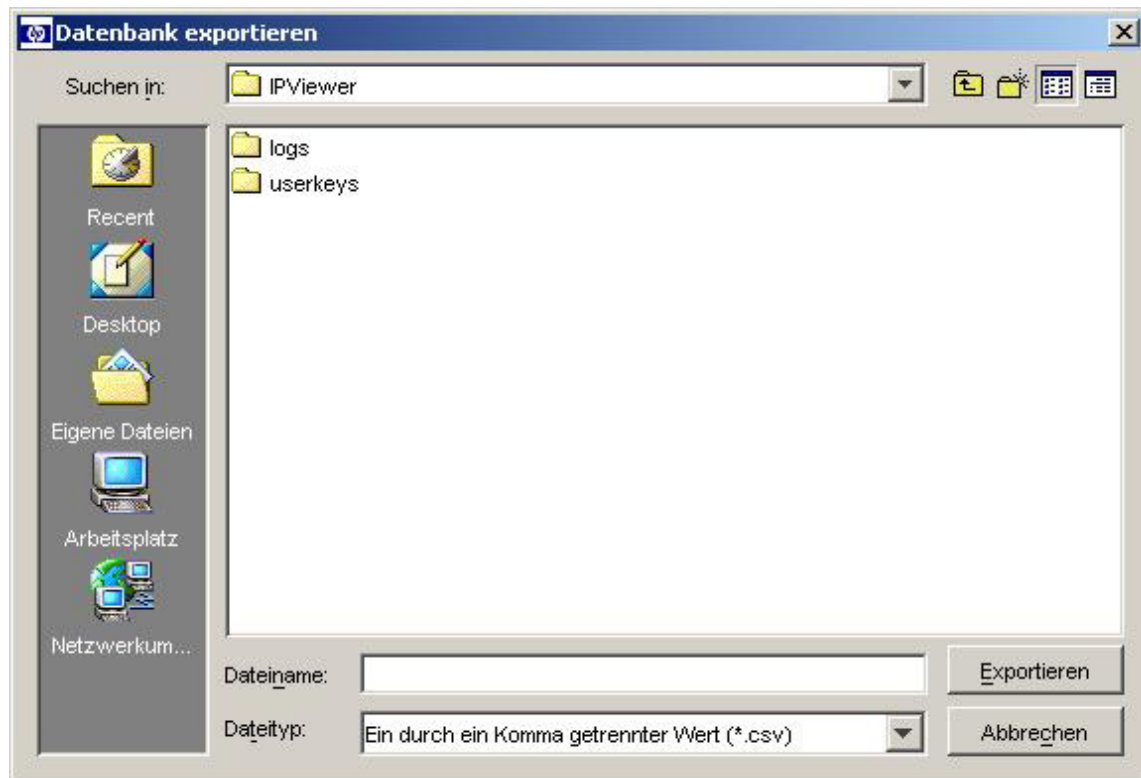 Datenbank exportieren
Suchen in:
IPViewer
logs
userkeys
Recent
Desktop
Eigene Dateien
Arbeitsplatz
Netzwerkum...
Dateiname:
Exportieren
Dateityp:
Ein durch ein Komma getrennter Wert (*.csv)
Abbrechen